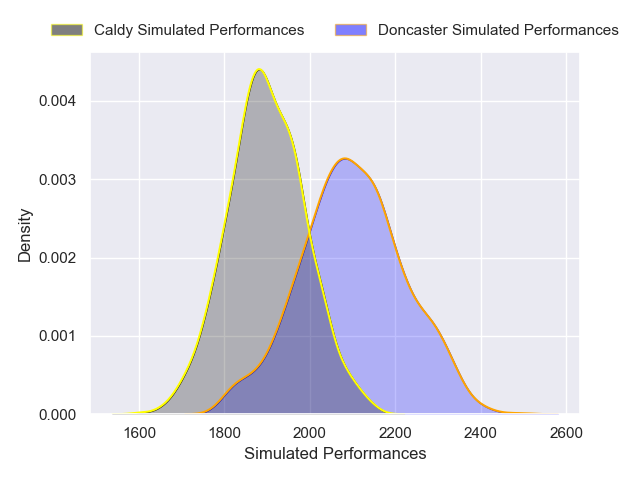 Caldy Simulated Performances Doncaster Simulated Performances
0.004
0.003
0.002
0.001
0.000
Density
1600 1800 2000 2200 2400 2600
Simulated Performances